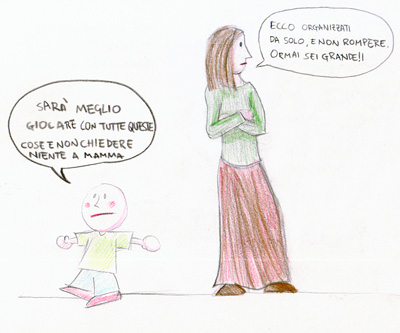 ECCO ORGANIZZATI
DA SOLO, E NON ROMPERE.
ORMAI SEI GRANDE!!
SARA' MEGLIO
GIOCARE CON TUTTE QUESTE
COSE E NON CHIEDERE
NIENTE A MAMMA